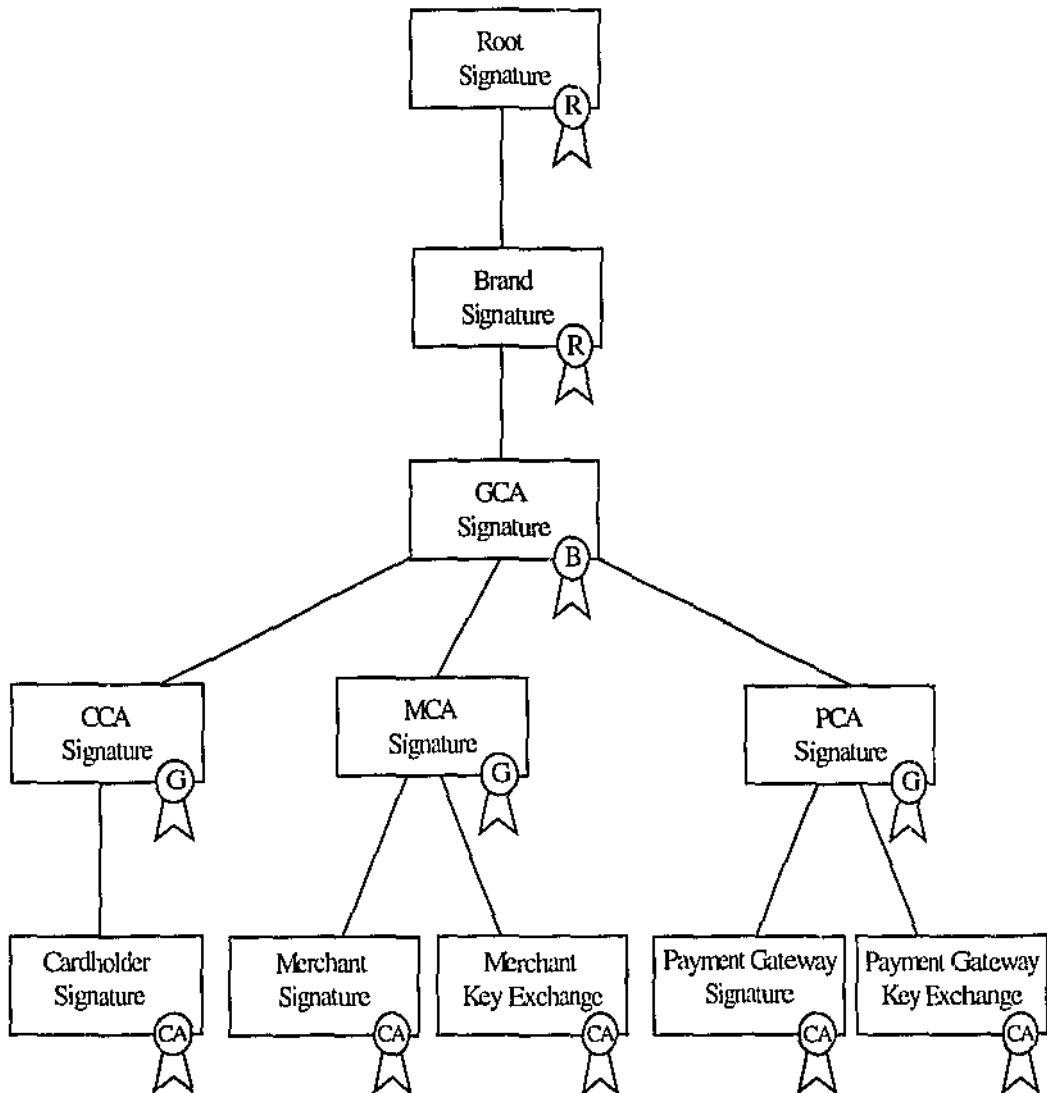 Root
Signature
R
Brand
Signature
R
GCA
Signature
B
CCA
Signature
G
MCA
Signature
G
PCA
Signature
G
Cardholder
Signature
CA
Merchant
Signature
CA
Merchant
Key Exchange
CA
Payment Gateway
Signature
CA
Payment Gateway
Key Exchange
CA